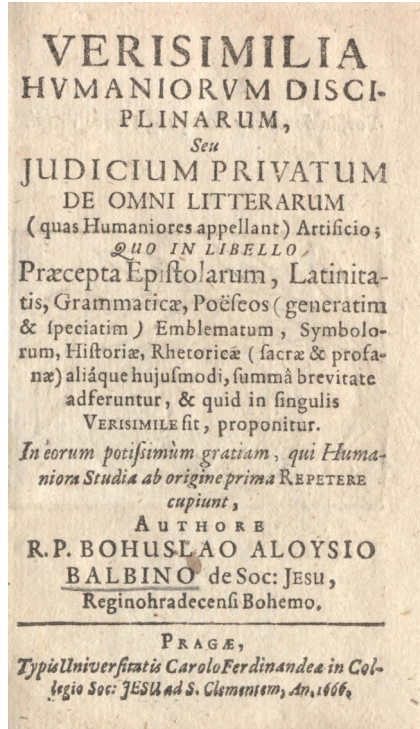 VERISIMILIA
HVMANIORVM DISCI-
PLINARUM,
Seu
JUDICIUM PRIVATUM
DE OMNI LITTERARUM
(quas Humaniores appellant) Artificio;
QUO IN LIBELLO
Præcepta Epiſtolarum, Latinita-
tis, Grammaticæ, Poëſeos (generatim
& ſpeciatim) Emblematum, Symbolo-
rum, Hiſtoriæ, Rhetoricæ (ſacræ & profa-
næ) aliáque hujuſmodi, ſummâ brevitate
adferuntur, & quid in ſingulis
VERISIMILE ſit, proponitur.
In eorum potiſsimùm gratiam, qui Huma-
niora Studia ab origine prima REPETERE
cupiunt,
AUTHORE
R. P. BOHUSLAO ALOYSIO
BALBINO de Soc: JESU,
Reginohradecenſi Bohemo.
PRAGÆ,
Typis Univerſitatis Carolo Ferdinandeæ in Col-
legio Soc: JESU ad S. Clementem, An. 1666.